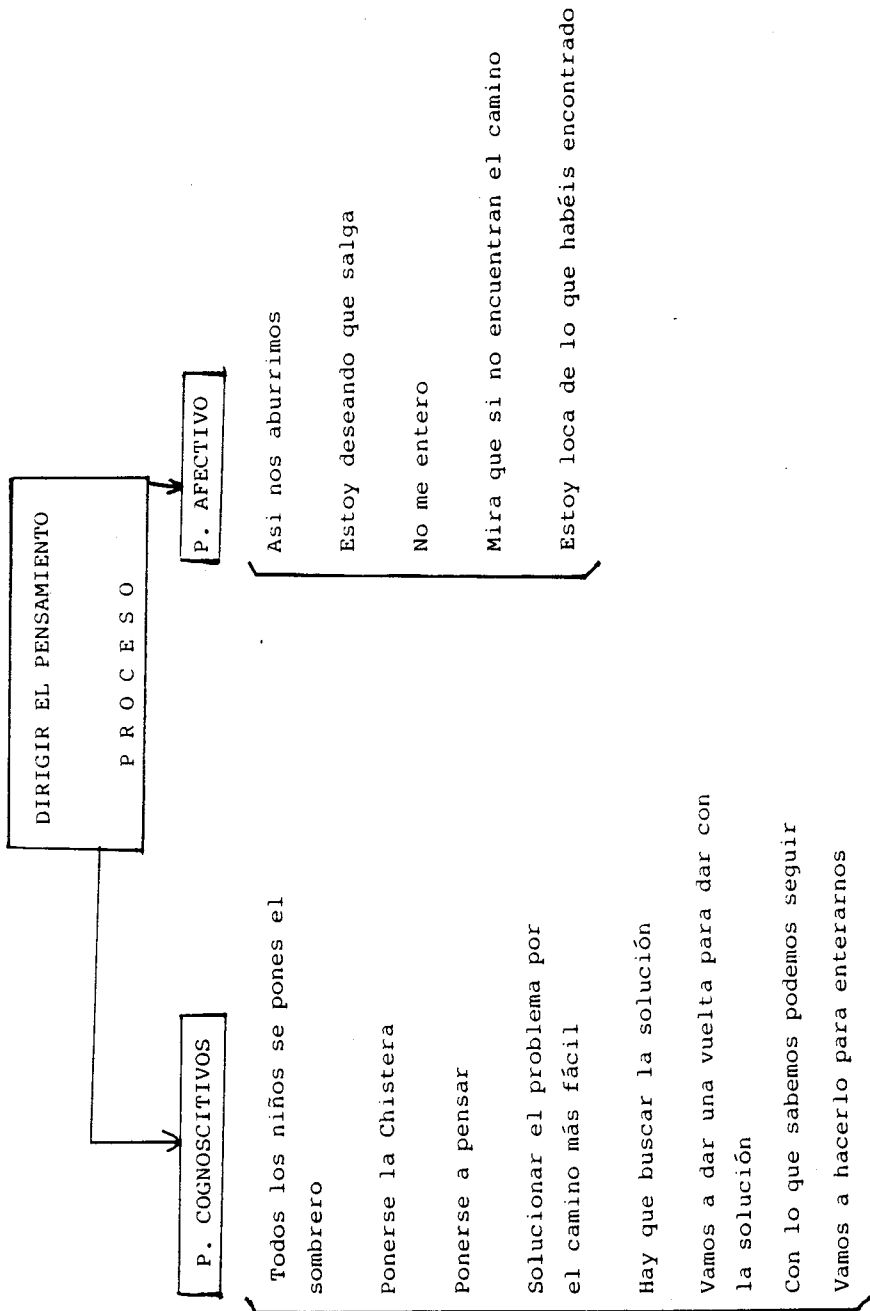 DIRIGIR EL PENSAMIENTO
P R O C E S O
P. COGNOSCITIVOS
Todos los niños se pones el
sombrero
Ponerse la Chistera
Ponerse a pensar
Solucionar el problema por
el camino más fácil
Hay que buscar la solución
Vamos a dar una vuelta para dar con
la solución
Con lo que sabemos podemos seguir
Vamos a hacerlo para enterarnos
P. AFECTIVO
Asi nos aburrimos
Estoy deseando que salga
No me entero
Mira que si no encuentran el camino
Estoy loca de lo que habéis encontrado